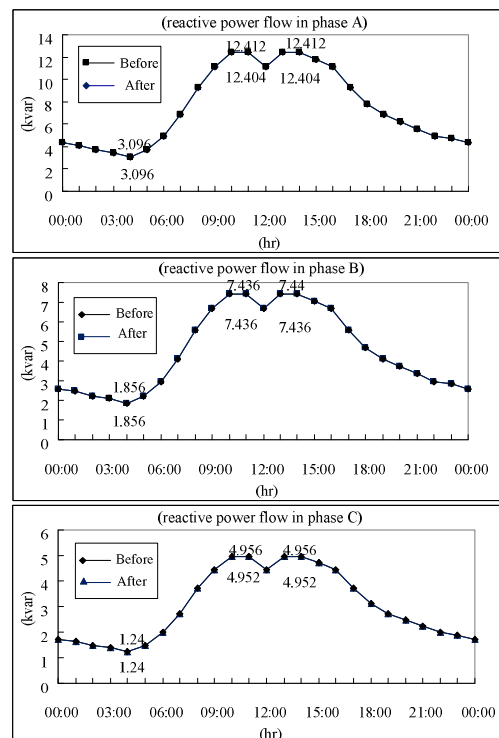 (reactive power flow in phase A)
14
12
10
8
6
4
2
0
(kvar)
Before
After
12.412
12.412
12.404
12.404
3.096
3.096
00:00 03:00 06:00 09:00 12:00 15:00 18:00 21:00 00:00
(hr)
(reactive power flow in phase B)
8
7
6
5
4
3
2
1
0
(kvar)
Before
After
7.436
7.44
7.436
7.436
1.856
1.856
00:00 03:00 06:00 09:00 12:00 15:00 18:00 21:00 00:00
(hr)
(reactive power flow in phase C)
6
5
4
3
2
1
0
(kvar)
Before
After
4.956
4.956
4.952
4.952
1.24
1.24
00:00 03:00 06:00 09:00 12:00 15:00 18:00 21:00 00:00
(hr)